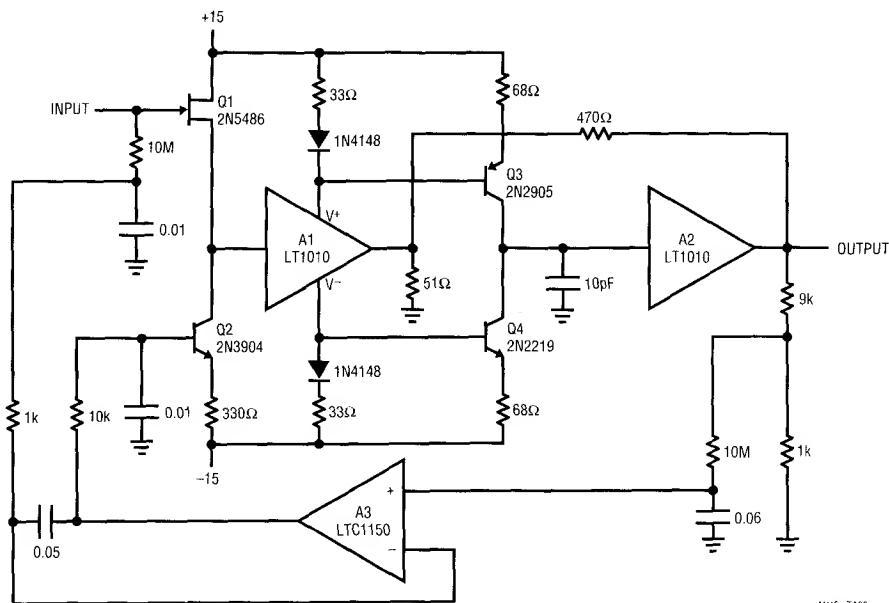 +15
INPUT
Q1
2N5486
10M
0.01
33Ω
1N4148
68Ω
470Ω
Q3
2N2905
V+
A1
LT1010
V−
51Ω
10pF
A2
LT1010
OUTPUT
9k
Q2
2N3904
Q4
2N2219
1N4148
1k
10k
0.01
330Ω
33Ω
68Ω
−15
10M
1k
A3
LTC1150
+
−
0.05
0.06